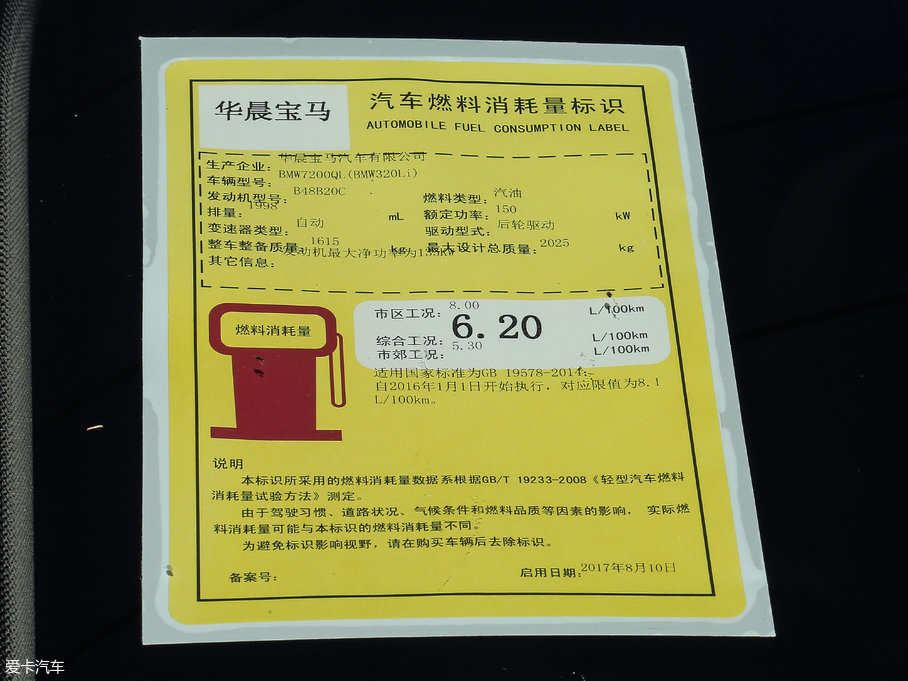 华晨宝马
汽车燃料消耗量标识
AUTOMOBILE FUEL CONSUMPTION LABEL
生产企业: 华晨宝马汽车有限公司
车辆型号: BMW7200QL(BMW320Li)
发动机型号: B48B20C 燃料类型: 汽油
排量: 1998 mL 额定功率: 150 kW
变速器类型: 自动 驱动型式: 后轮驱动
整车整备质量: 1615 kg 最大设计总质量: 2025 kg
其它信息: 发动机最大净功率为135kW
燃料消耗量
市区工况: 8.00 L/100km
综合工况: 6.20 L/100km
市郊工况: 5.30 L/100km
适用国家标准为GB 19578-2014,
自2016年1月1日开始执行，对应限值为8.1
L/100km。
说明
本标识所采用的燃料消耗量数据系根据GB/T 19233-2008《轻型汽车燃料
消耗量试验方法》测定。
由于驾驶习惯、道路状况、气候条件和燃料品质等因素的影响， 实际燃
料消耗量可能与本标识的燃料消耗量不同。
为避免标识影响视野，请在购买车辆后去除标识。
备案号: 启用日期: 2017年8月10日
爱卡汽车